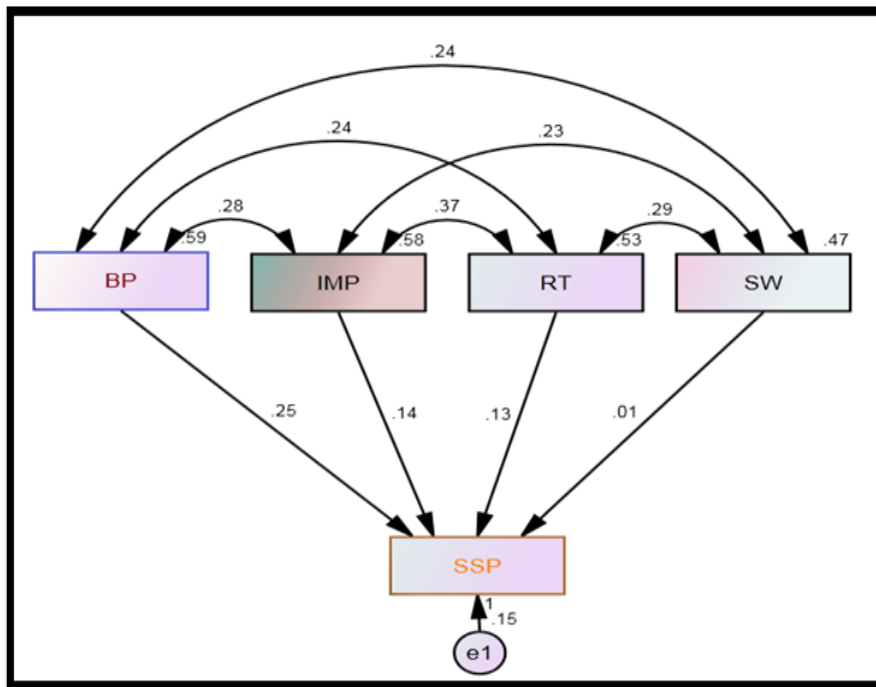 .24
.24
.23
.28
.37
.29
.59
.58
.53
.47
BP
IMP
RT
SW
.25
.14
.13
.01
SSP
1
.15
e1